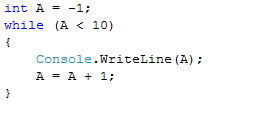 int A = -1;
while (A < 10)
{
    Console.WriteLine(A);
    A = A + 1;
}